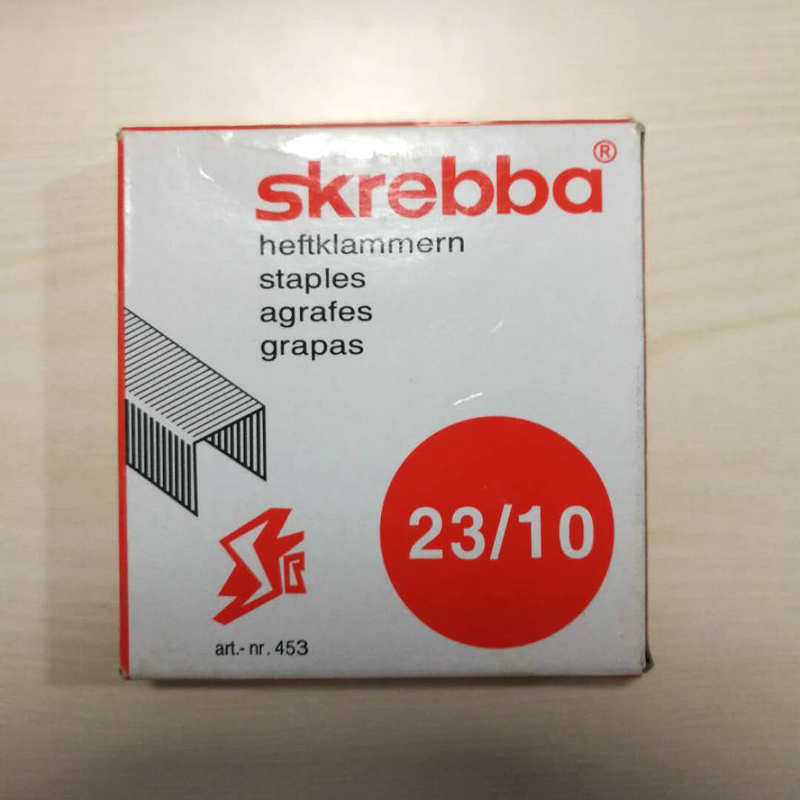 skrebba®
heftklammern
staples
agrafes
grapas
23/10
art.- nr. 453